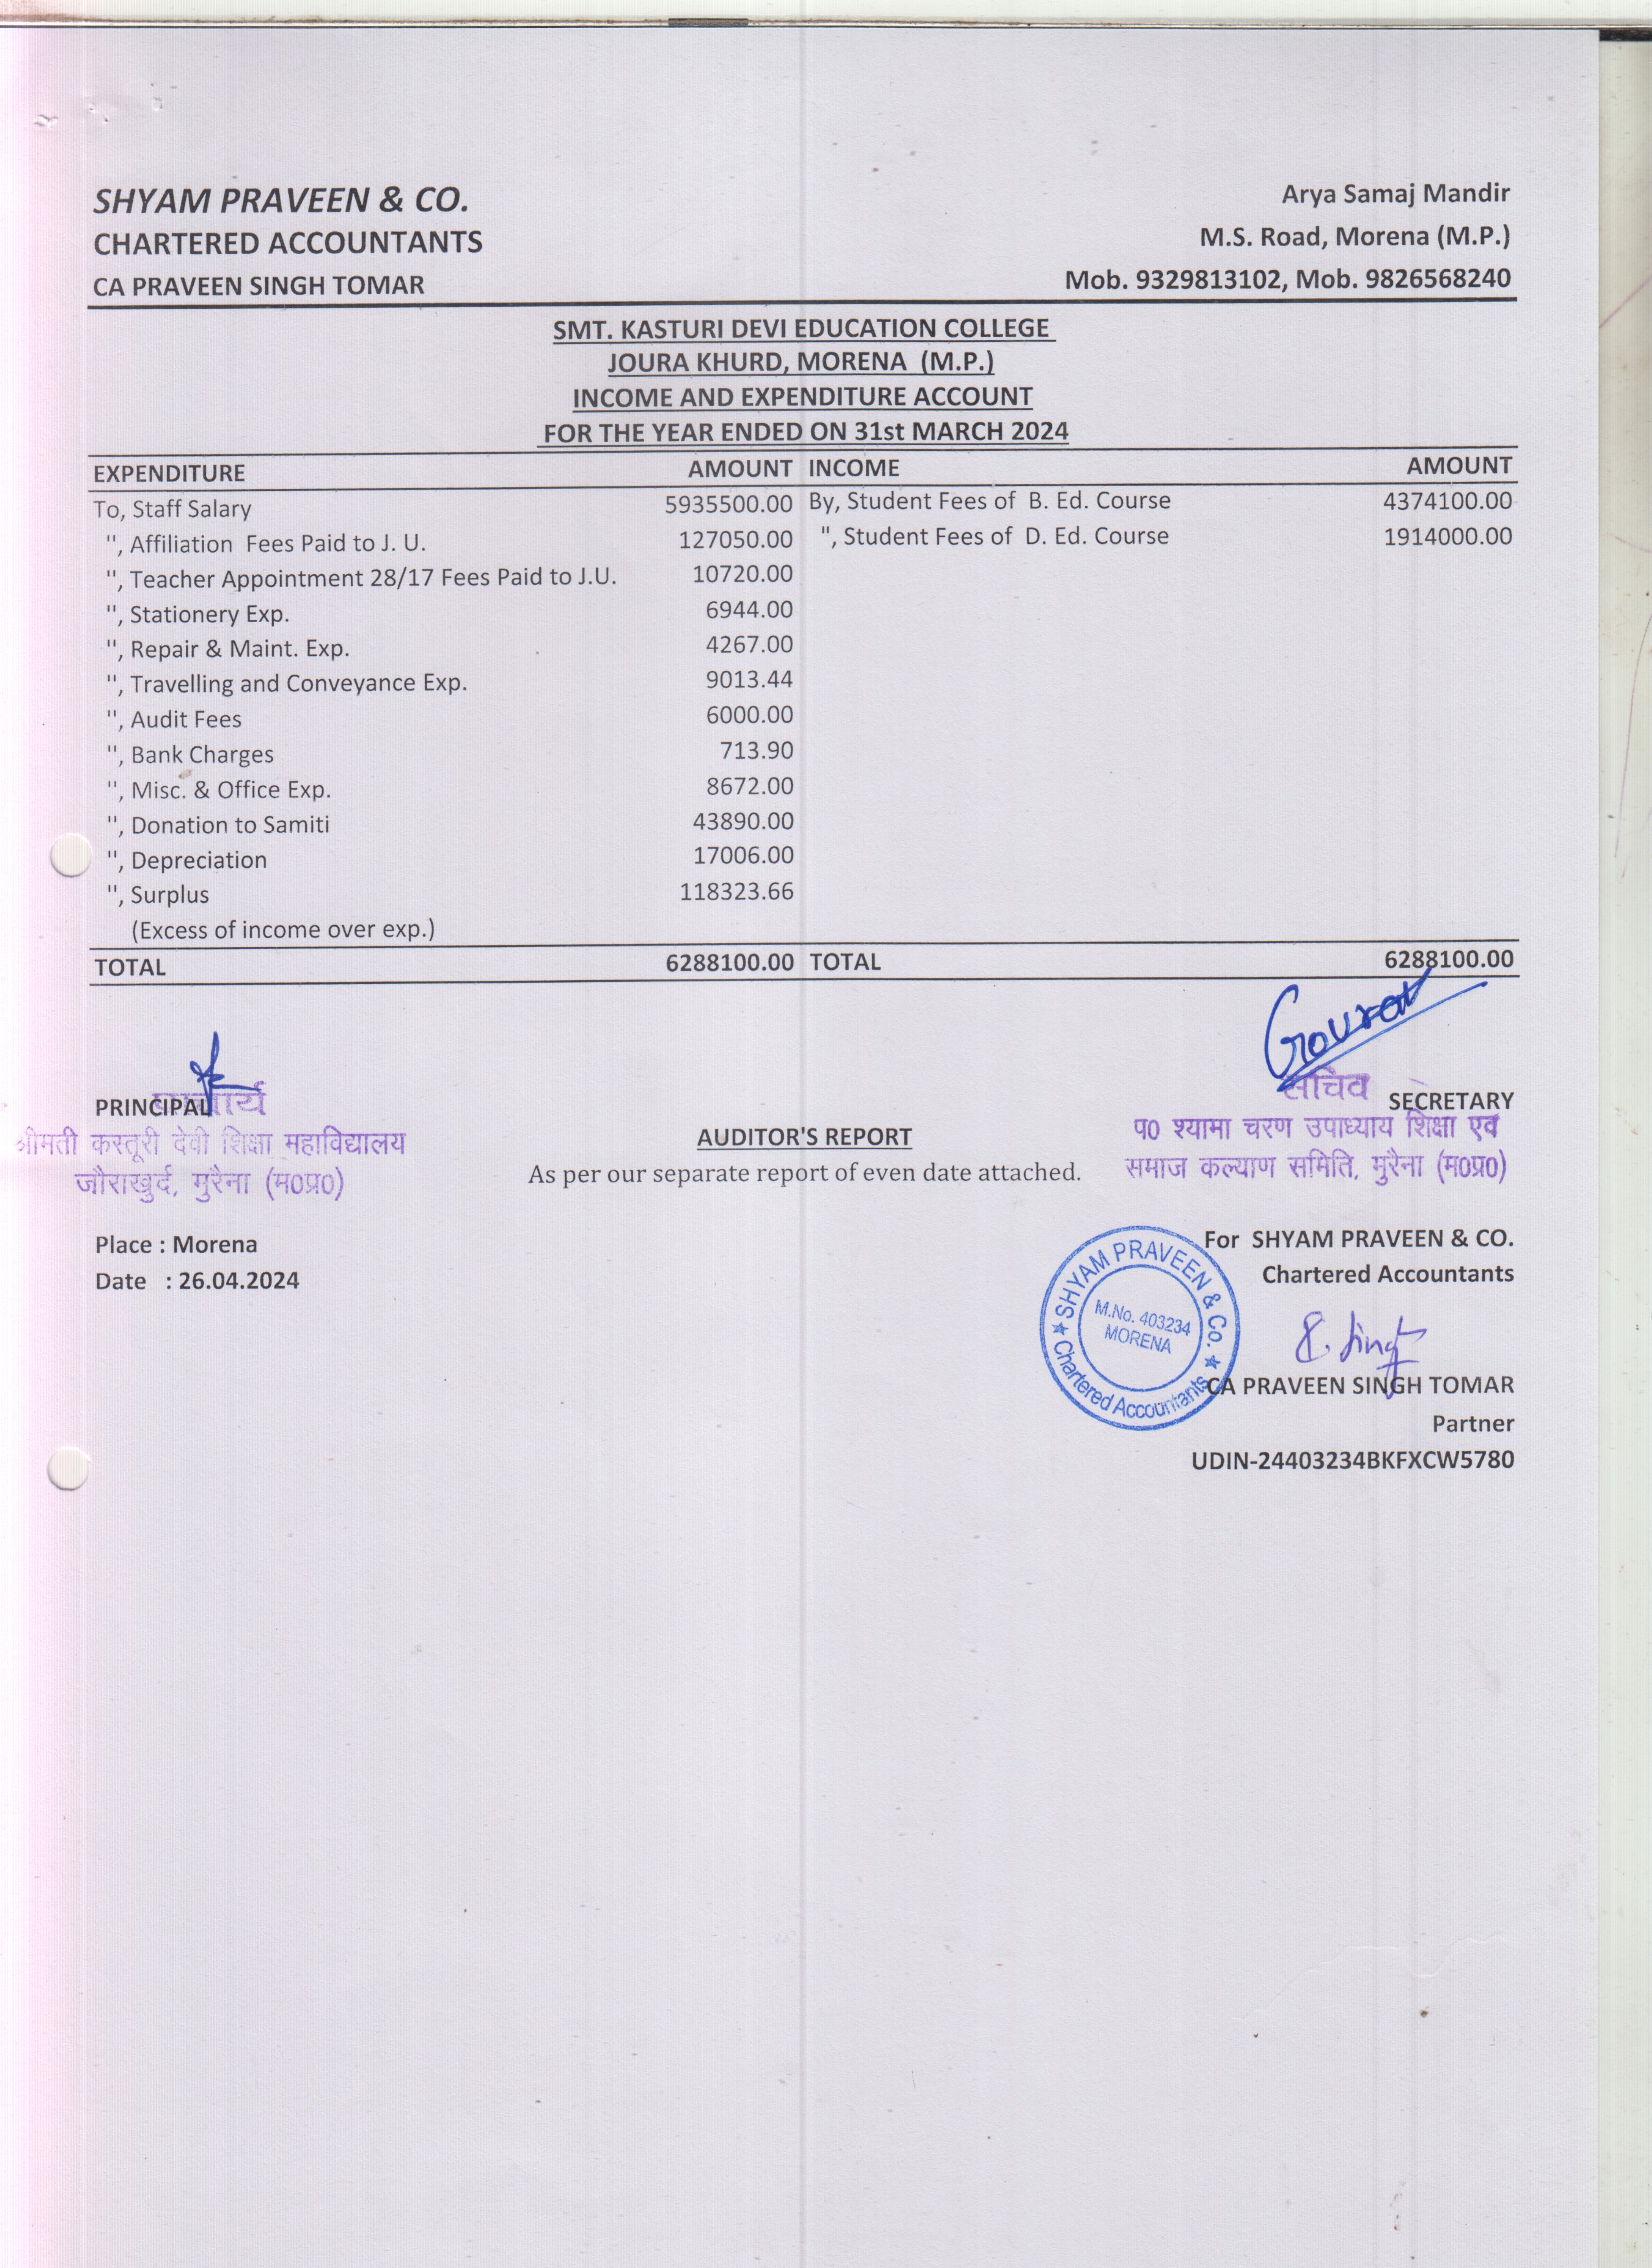 SHYAM PRAVEEN & CO.
Arya Samaj Mandir
CHARTERED ACCOUNTANTS
M.S. Road, Morena (M.P.)
CA PRAVEEN SINGH TOMAR
Mob. 9329813102, Mob. 9826568240
SMT. KASTURI DEVI EDUCATION COLLEGE
JOURA KHURD, MORENA (M.P.)
INCOME AND EXPENDITURE ACCOUNT
FOR THE YEAR ENDED ON 31st MARCH 2024
EXPENDITURE AMOUNT INCOME AMOUNT
To, Staff Salary 5935500.00 By, Student Fees of B. Ed. Course 4374100.00
", Affiliation Fees Paid to J. U. 127050.00 ", Student Fees of D. Ed. Course 1914000.00
", Teacher Appointment 28/17 Fees Paid to J.U. 10720.00
", Stationery Exp. 6944.00
", Repair & Maint. Exp. 4267.00
", Travelling and Conveyance Exp. 9013.44
", Audit Fees 6000.00
", Bank Charges 713.90
", Misc. & Office Exp. 8672.00
", Donation to Samiti 43890.00
", Depreciation 17006.00
", Surplus 118323.66
(Excess of income over exp.)
TOTAL 6288100.00 TOTAL 6288100.00
Gourav
सचिव
PRINCIPAL
SECRETARY
श्रीमती कस्तूरी देवी शिक्षा महाविद्यालय
जौराखुर्द, मुरैना (म0प्र0)
AUDITOR'S REPORT
As per our separate report of even date attached.
प0 श्यामा चरण उपाध्याय शिक्षा एवं
समाज कल्याण समिति, मुरैना (म0प्र0)
Place : Morena
Date : 26.04.2024
For SHYAM PRAVEEN & CO.
Chartered Accountants
SHYAM PRAVEEN & Co.
M.No. 403234
MORENA
Chartered Accountants
P. Singh
CA PRAVEEN SINGH TOMAR
Partner
UDIN-24403234BKFXCW5780